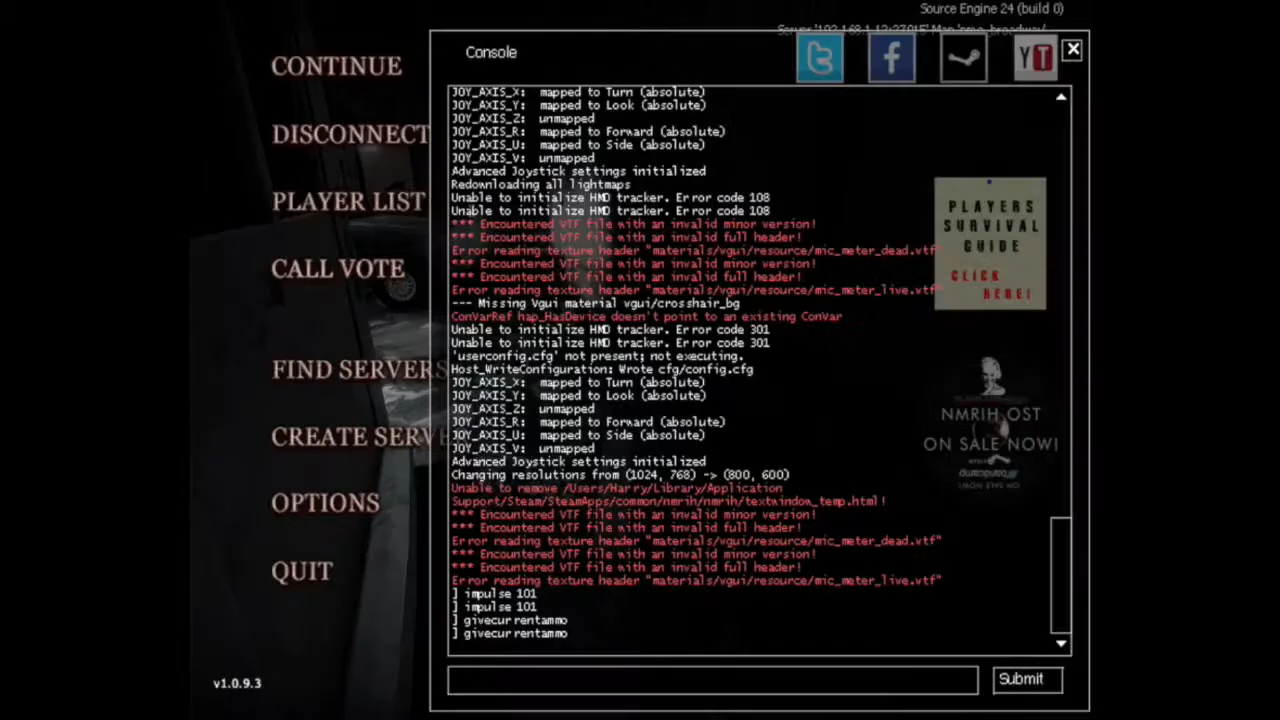 Source Engine 24 (build 0)
CONTINUE
DISCONNECT
PLAYER LIST
CALL VOTE
FIND SERVERS
CREATE SERVE
OPTIONS
QUIT
v1.0.9.3
Console
YT
JOY_AXIS_X: mapped to Turn (absolute)
JOY_AXIS_Y: mapped to Look (absolute)
JOY_AXIS_Z: unmapped
JOY_AXIS_R: mapped to Forward (absolute)
JOY_AXIS_U: mapped to Side (absolute)
JOY_AXIS_V: unmapped
Advanced Joystick settings initialized
Redownloading all lightmaps
Unable to initialize HMD tracker. Error code 108
Unable to initialize HMD tracker. Error code 108
*** Encountered VTF file with an invalid minor version!
*** Encountered VTF file with an invalid full header!
Error reading texture header "materials/vgui/resource/mic_meter_dead.vtf"
*** Encountered VTF file with an invalid minor version!
*** Encountered VTF file with an invalid full header!
Error reading texture header "materials/vgui/resource/mic_meter_live.vtf"
--- Missing Vgui material vgui/crosshair_bg
ConVarRef hap_HasDevice doesn't point to an existing ConVar
Unable to initialize HMD tracker. Error code 301
Unable to initialize HMD tracker. Error code 301
'userconfig.cfg' not present; not executing.
Host_WriteConfiguration: Wrote cfg/config.cfg
JOY_AXIS_X: mapped to Turn (absolute)
JOY_AXIS_Y: mapped to Look (absolute)
JOY_AXIS_Z: unmapped
JOY_AXIS_R: mapped to Forward (absolute)
JOY_AXIS_U: mapped to Side (absolute)
JOY_AXIS_V: unmapped
Advanced Joystick settings initialized
Changing resolutions from (1024, 768) -> (800, 600)
Unable to remove /Users/Harry/Library/Application
Support/Steam/SteamApps/common/nmrih/nmrih/textwindow_temp.html!
*** Encountered VTF file with an invalid minor version!
*** Encountered VTF file with an invalid full header!
Error reading texture header "materials/vgui/resource/mic_meter_dead.vtf"
*** Encountered VTF file with an invalid minor version!
*** Encountered VTF file with an invalid full header!
Error reading texture header "materials/vgui/resource/mic_meter_live.vtf"
] impulse 101
] impulse 101
] givecurrentammo
] givecurrentammo
Submit
PLAYERS
SURVIVAL
GUIDE
CLICK
HERE!
NMRIH OST
ON SALE NOW!